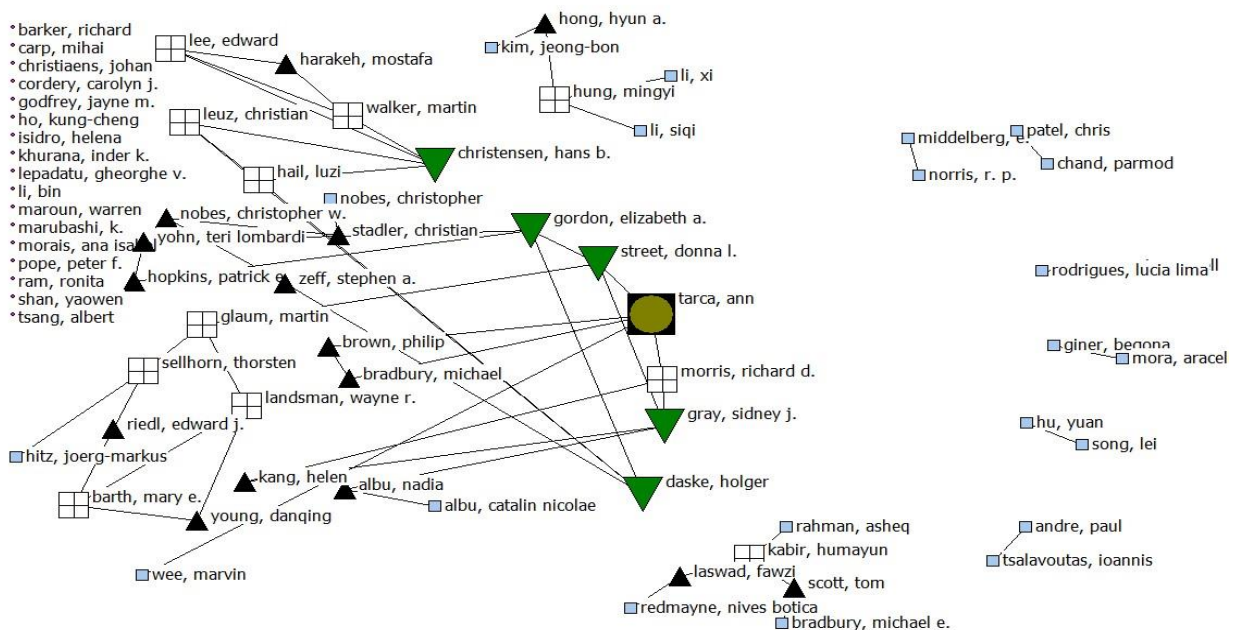 barker, richard
carp, mihai
christiaens, johan
cordery, carolyn j.
godfrey, jayne m.
ho, kung-cheng
isidro, helena
khurana, inder k.
lepadatu, gheorghe v.
li, bin
maroun, warren
marubashi, k.
morais, ana isabel
pope, peter f.
ram, ronita
shan, yaowen
tsang, albert
lee, edward
harakeh, mostafa
leuz, christian
walker, martin
hail, luzi
christensen, hans b.
hong, hyun a.
kim, jeong-bon
li, xi
hung, mingyi
li, siqi
middelberg, e.
patel, chris
chand, parmod
norris, r. p.
nobes, christopher
nobes, christopher w.
yohn, teri lombardi
stadler, christian
gordon, elizabeth a.
street, donna l.
hopkins, patrick e.
zeff, stephen a.
tarca, ann
rodrigues, lucia lima
glaum, martin
brown, philip
sellhorn, thorsten
bradbury, michael
morris, richard d.
giner, begona
mora, aracel
landsman, wayne r.
gray, sidney j.
riedl, edward j.
hu, yuan
song, lei
hitz, joerg-markus
kang, helen
albu, nadia
daske, holger
barth, mary e.
albu, catalin nicolae
young, danqing
rahman, asheq
andre, paul
kabir, humayun
tsalavoutas, ioannis
wee, marvin
laswad, fawzi
scott, tom
redmayne, nives botica
bradbury, michael e.